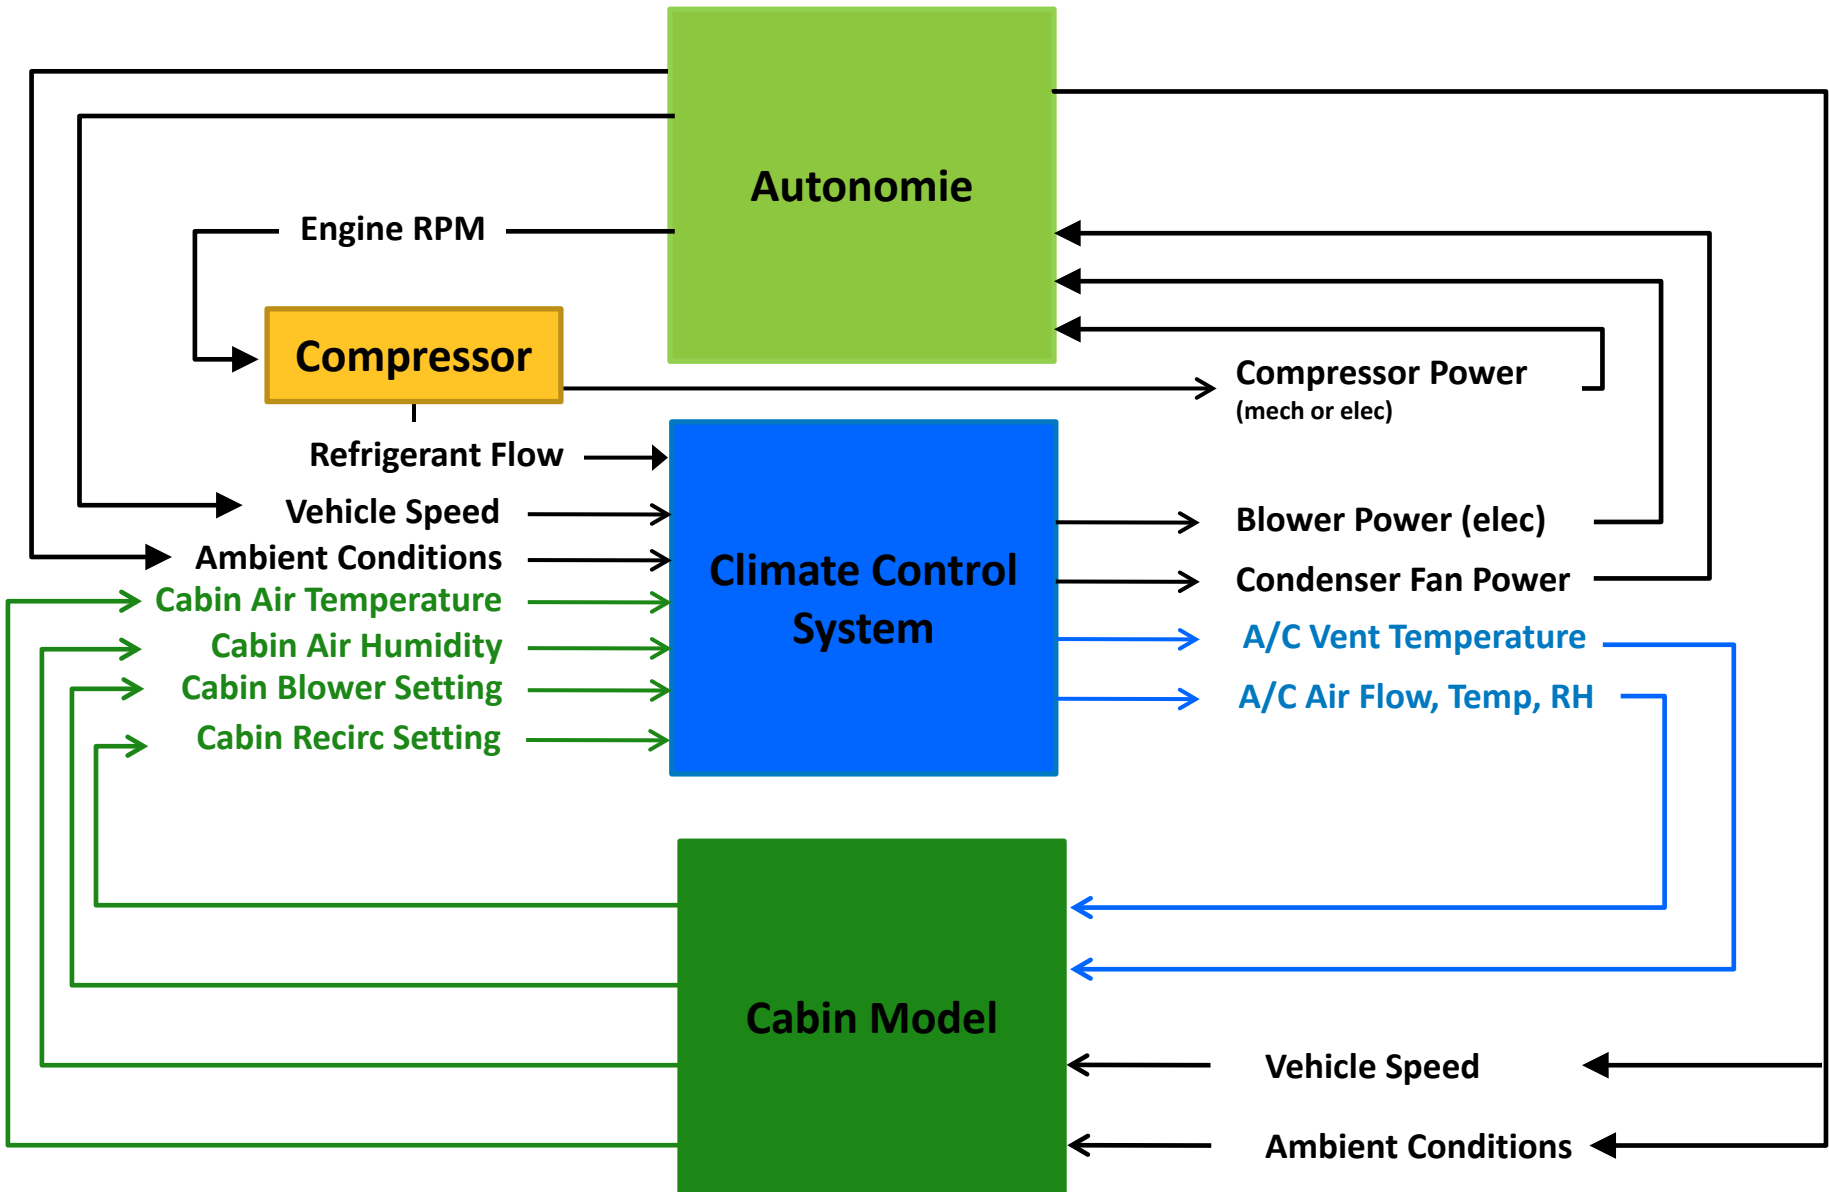 Autonomie
Engine RPM
Compressor
Compressor Power
(mech or elec)
Refrigerant Flow
Vehicle Speed
Ambient Conditions
Cabin Air Temperature
Cabin Air Humidity
Cabin Blower Setting
Cabin Recirc Setting
Climate Control
System
Blower Power (elec)
Condenser Fan Power
A/C Vent Temperature
A/C Air Flow, Temp, RH
Cabin Model
Vehicle Speed
Ambient Conditions